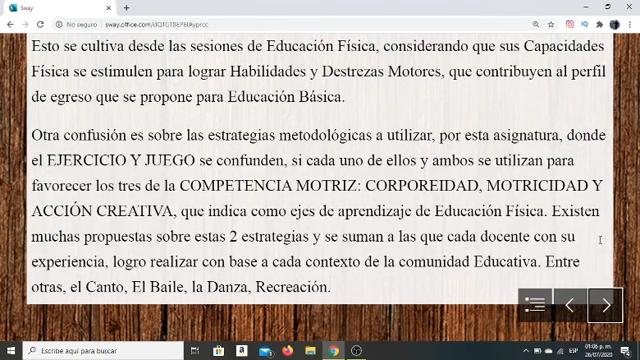 Sway
No seguro
sway.office.com/
Esto se cultiva desde las sesiones de Educación Física, considerando que sus Capacidades
Física se estimulen para lograr Habilidades y Destrezas Motores, que contribuyen al perfil
de egreso que se propone para Educación Básica.
Otra confusión es sobre las estrategias metodológicas a utilizar, por esta asignatura, donde
el EJERCICIO Y JUEGO se confunden, si cada uno de ellos y ambos se utilizan para
favorecer los tres de la COMPETENCIA MOTRIZ: CORPOREIDAD, MOTRICIDAD Y
ACCIÓN CREATIVA, que indica como ejes de aprendizaje de Educación Física. Existen
muchas propuestas sobre estas 2 estrategias y se suman a las que cada docente con su
experiencia, logro realizar con base a cada contexto de la comunidad Educativa. Entre
otras, el Canto, El Baile, la Danza, Recreación.
Escribe aquí para buscar
ESP
01:06 p. m.
26/07/2020